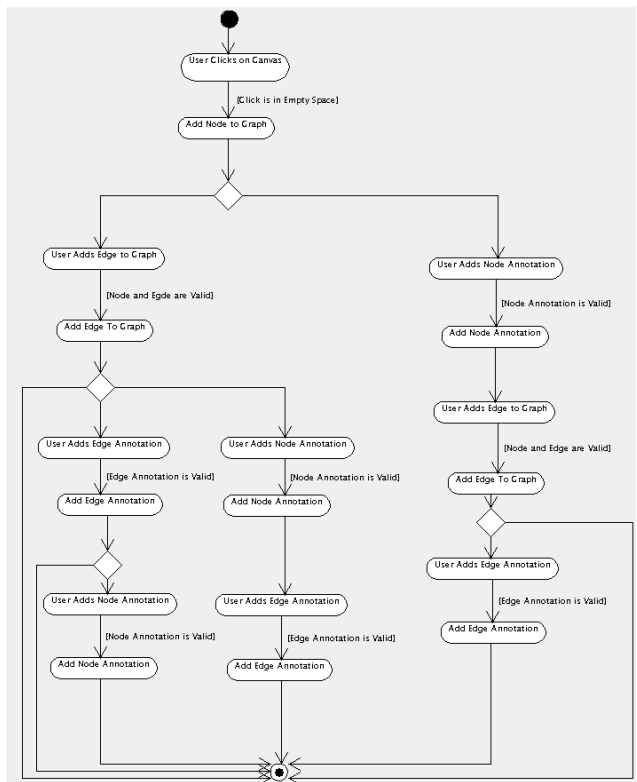 User Clicks on Canvas
[Click is in Empty Space]
Add Node to Graph
User Adds Edge to Graph
[Node and Egde are Valid]
Add Edge To Graph
User Adds Edge Annotation
[Edge Annotation is Valid]
Add Edge Annotation
User Adds Node Annotation
[Node Annotation is Valid]
Add Node Annotation
User Adds Node Annotation
[Node Annotation is Valid]
Add Node Annotation
User Adds Edge Annotation
[Edge Annotation is Valid]
Add Edge Annotation
User Adds Node Annotation
[Node Annotation is Valid]
Add Node Annotation
User Adds Edge to Graph
[Node and Edge are Valid]
Add Edge To Graph
User Adds Edge Annotation
[Edge Annotation is Valid]
Add Edge Annotation